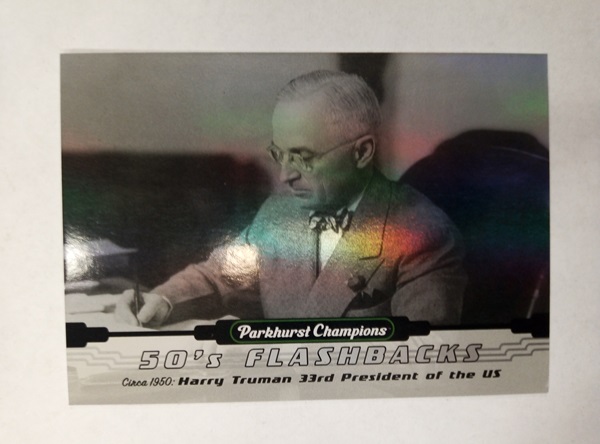 Parkhurst Champions
50's FLASHBACKS
Circa 1950: Harry Truman 33rd President of the US